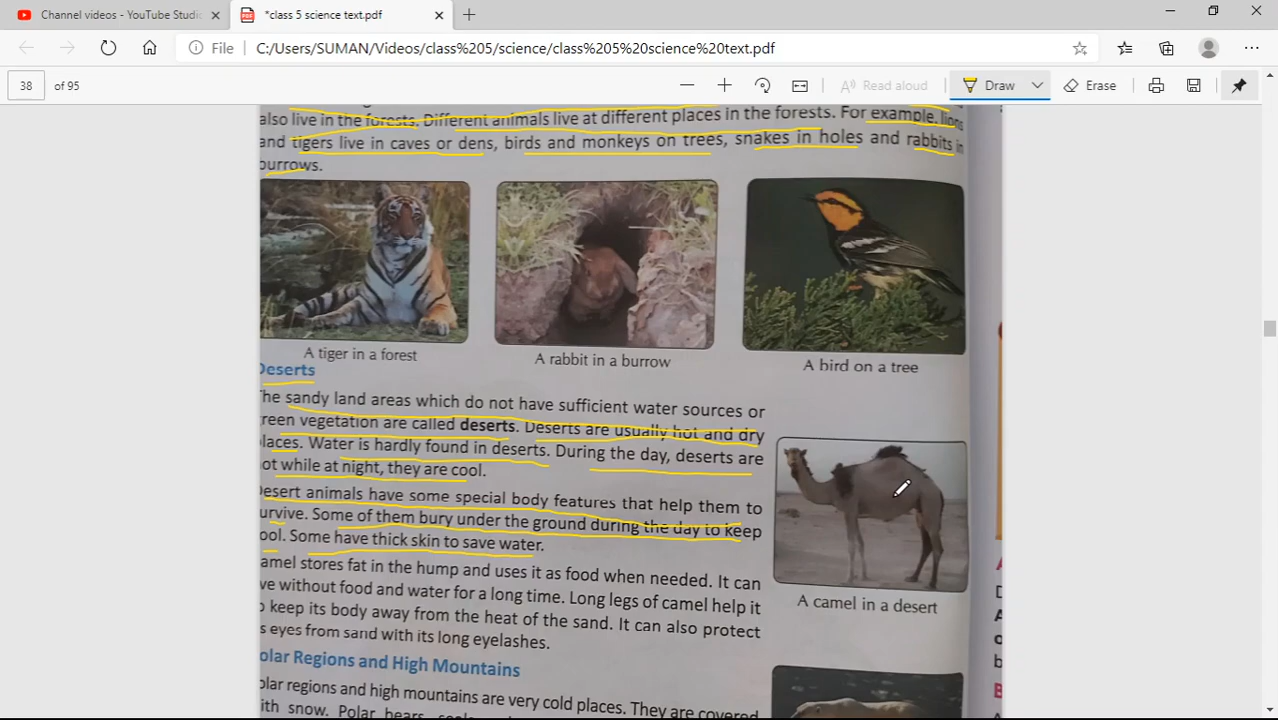 Channel videos - YouTube Studi
*class 5 science text.pdf
File
C:/Users/SUMAN/Videos/class%205/science/class%205%20science%20text.pdf
38 of 95
Read aloud
Draw
Erase
also live in the forests. Different animals live at different places in the forests. For example, lions
and tigers live in caves or dens, birds and monkeys on trees, snakes in holes and rabbits in
burrows.
A tiger in a forest
A rabbit in a burrow
A bird on a tree
Deserts
The sandy land areas which do not have sufficient water sources or
reen vegetation are called deserts. Deserts are usually hot and dry
places. Water is hardly found in deserts. During the day, deserts are
ot while at night, they are cool.
Desert animals have some special body features that help them to
urvive. Some of them bury under the ground during the day to keep
ool. Some have thick skin to save water.
amel stores fat in the hump and uses it as food when needed. It can
ve without food and water for a long time. Long legs of camel help it
o keep its body away from the heat of the sand. It can also protect
s eyes from sand with its long eyelashes.
A camel in a desert
olar Regions and High Mountains
olar regions and high mountains are very cold places. They are covered
ith snow. Polar bears,